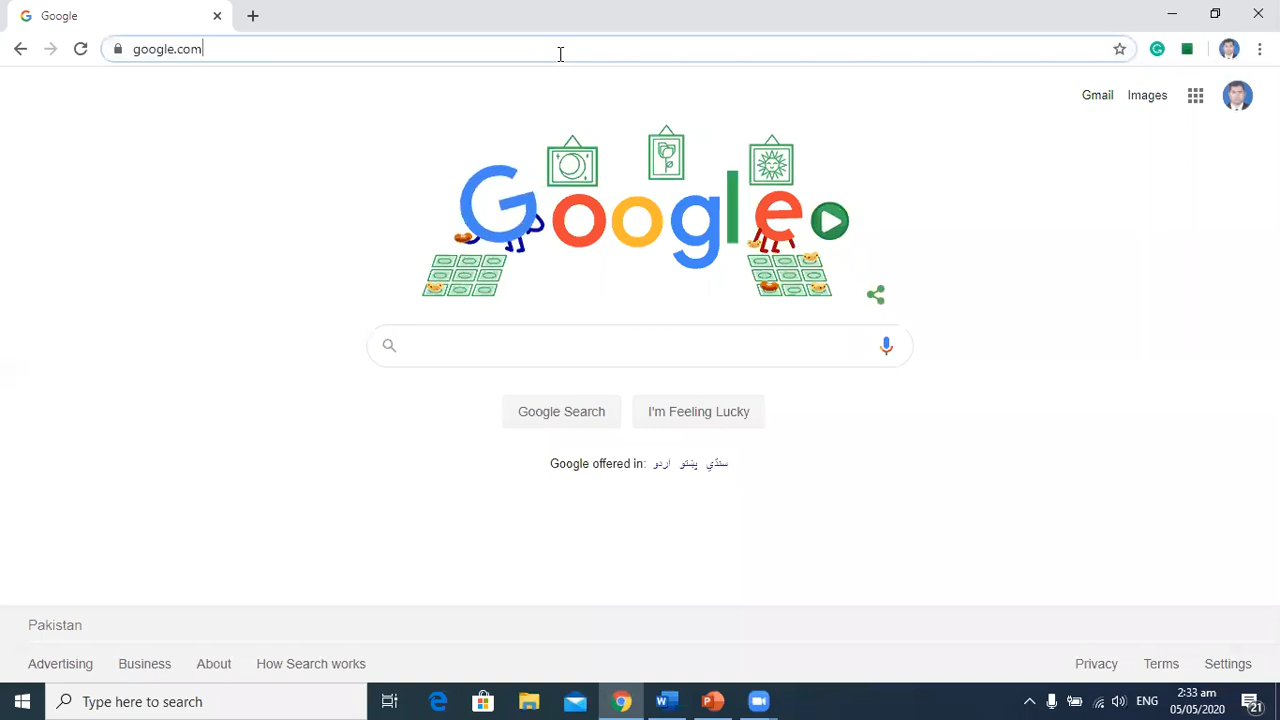 Google
google.com
Gmail Images
Google
Google Search I'm Feeling Lucky
Google offered in: اردو پښتو سنڌي
Pakistan
Advertising Business About How Search works Privacy Terms Settings
Type here to search
ENG
2:33 am
05/05/2020
21